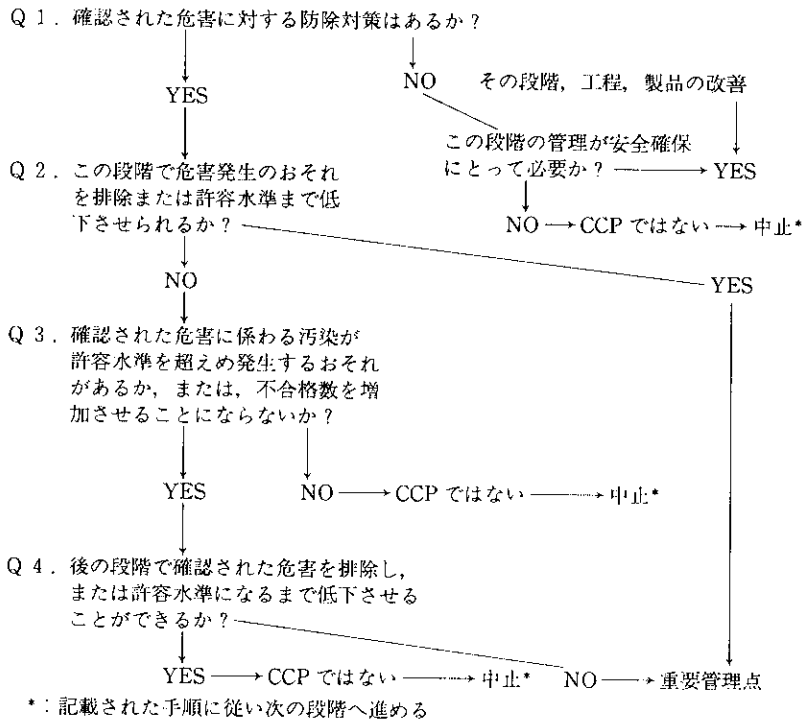 Q 1．確認された危害に対する防除対策はあるか？
NO
その段階，工程，製品の改善
YES
この段階の管理が安全確保
にとって必要か？
YES
Q 2．この段階で危害発生のおそれ
を排除または許容水準まで低
下させられるか？
NO
CCP ではない
中止*
NO
YES
Q 3．確認された危害に係わる汚染が
許容水準を超えめ発生するおそれ
があるか，または，不合格数を増
加させることにならないか？
YES
NO
CCP ではない
中止*
Q 4．後の段階で確認された危害を排除し，
または許容水準になるまで低下させる
ことができるか？
YES
CCP ではない
中止*
NO
重要管理点
*：記載された手順に従い次の段階へ進める